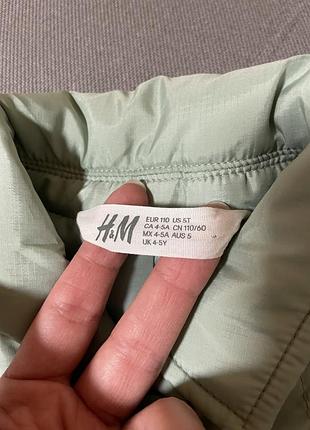 H&M
EUR 110 US 5T
CA 4-5A CN 110/60
MX 4-5A AUS 5
UK 4-5Y